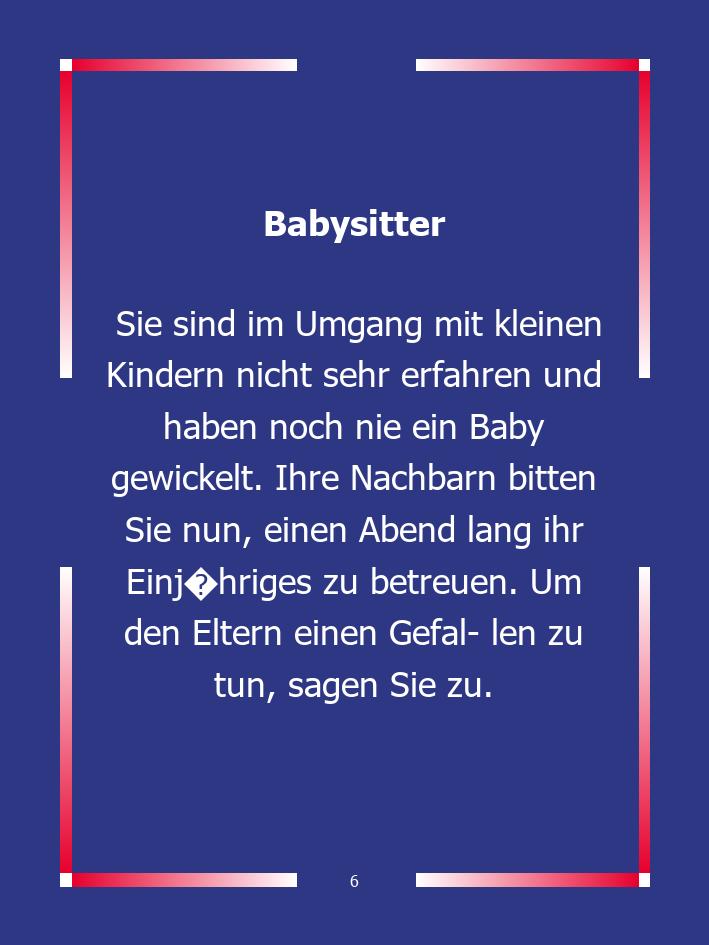 Babysitter
Sie sind im Umgang mit kleinen
Kindern nicht sehr erfahren und
haben noch nie ein Baby
gewickelt. Ihre Nachbarn bitten
Sie nun, einen Abend lang ihr
Einj�hriges zu betreuen. Um
den Eltern einen Gefal- len zu
tun, sagen Sie zu.
6